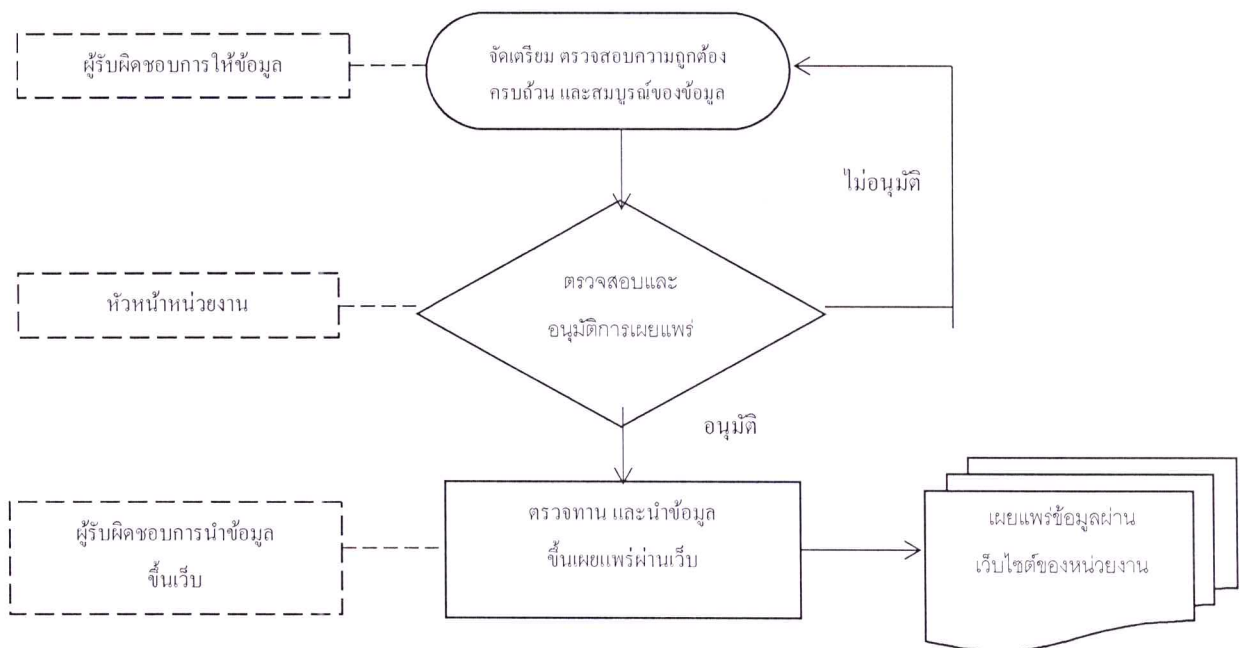 ผู้รับผิดชอบการให้ข้อมูล
จัดเตรียม ตรวจสอบความถูกต้อง
ครบถ้วน และสมบูรณ์ของข้อมูล
ไม่อนุมัติ
หัวหน้าหน่วยงาน
ตรวจสอบและ
อนุมัติการเผยแพร่
อนุมัติ
ผู้รับผิดชอบการนำข้อมูล
ขึ้นเว็บ
ตรวจทาน และนำข้อมูล
ขึ้นเผยแพร่ผ่านเว็บ
เผยแพร่ข้อมูลผ่าน
เว็บไซต์ของหน่วยงาน